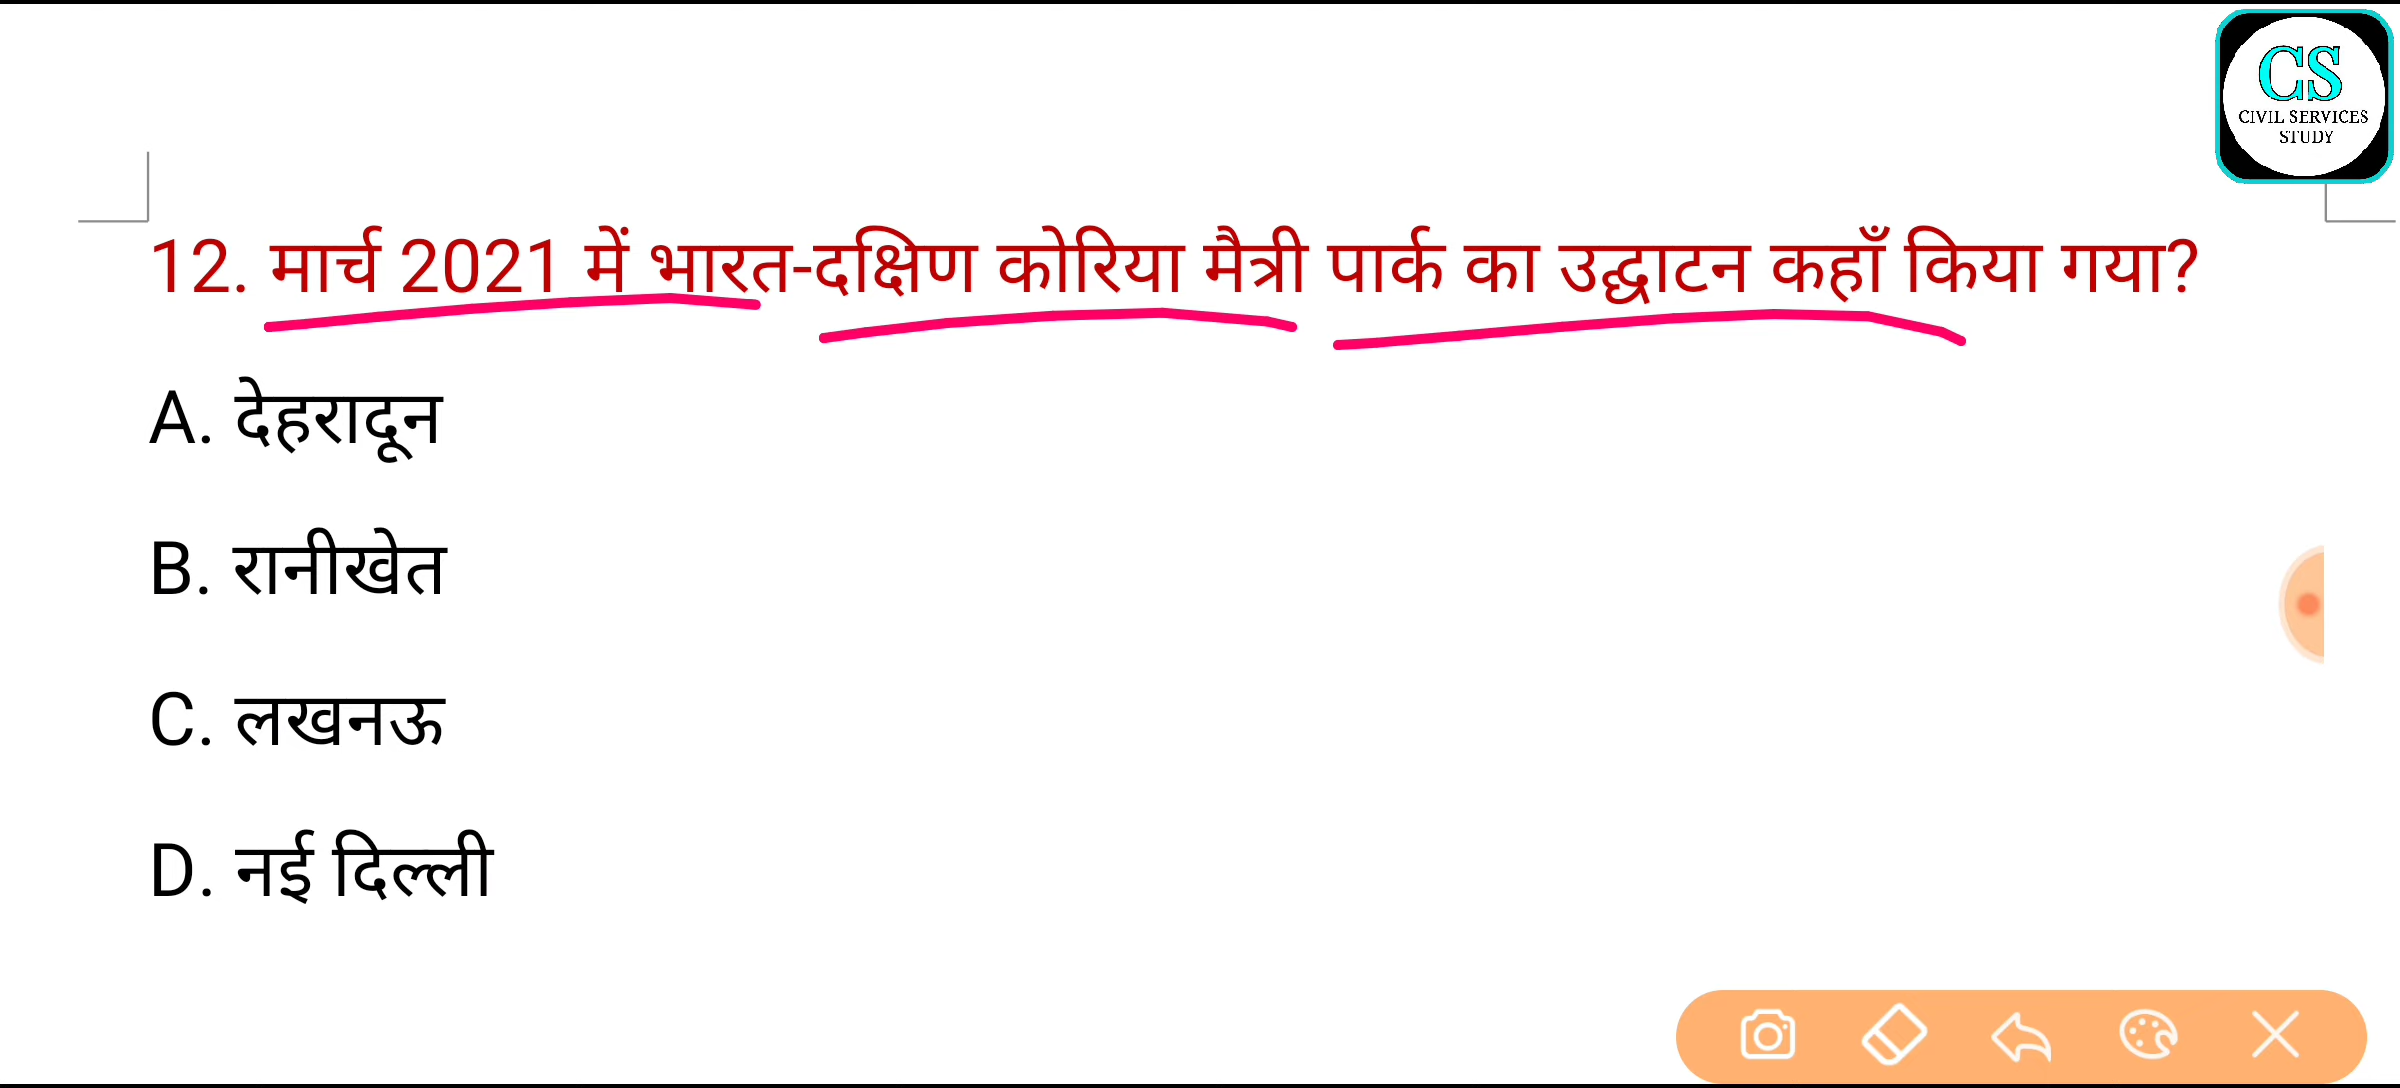 CS
CIVIL SERVICES
STUDY
12. मार्च 2021 में भारत-दक्षिण कोरिया मैत्री पार्क का उद्घाटन कहाँ किया गया?
A. देहरादून
B. रानीखेत
C. लखनऊ
D. नई दिल्ली